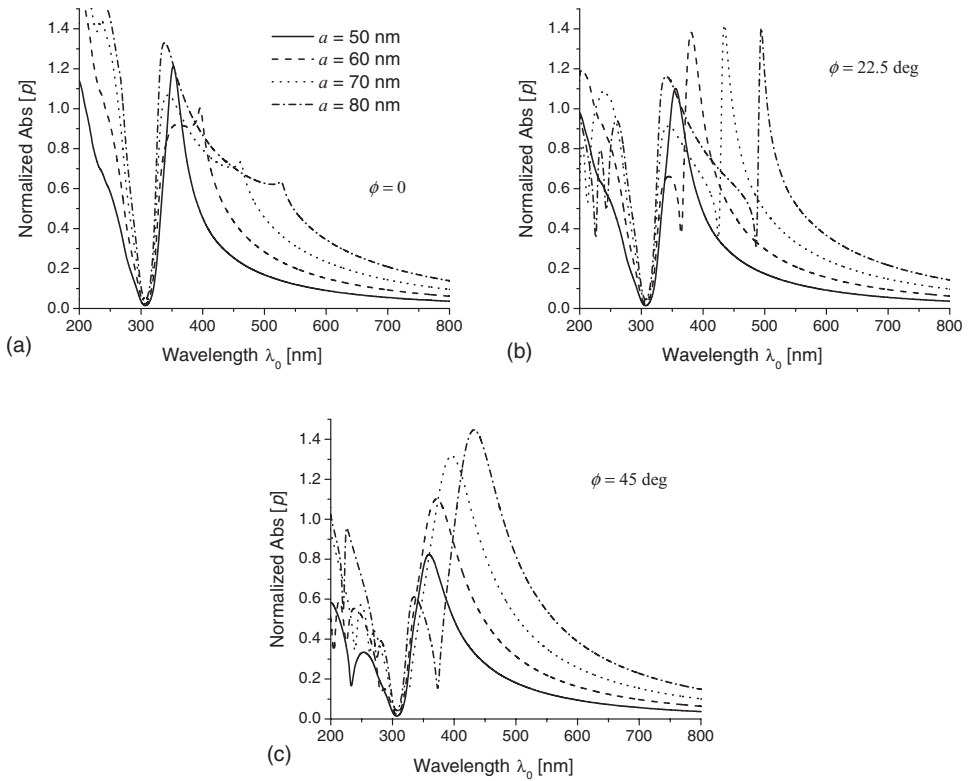 Normalized Abs [p]
1.4
1.2
1.0
0.8
0.6
0.4
0.2
0.0
a = 50 nm
a = 60 nm
a = 70 nm
a = 80 nm
ϕ = 0
200 300 400 500 600 700 800
Wavelength λ0 [nm]
(a)
Normalized Abs [p]
1.4
1.2
1.0
0.8
0.6
0.4
0.2
0.0
ϕ = 22.5 deg
200 300 400 500 600 700 800
Wavelength λ0 [nm]
(b)
Normalized Abs [p]
1.4
1.2
1.0
0.8
0.6
0.4
0.2
0.0
ϕ = 45 deg
200 300 400 500 600 700 800
Wavelength λ0 [nm]
(c)